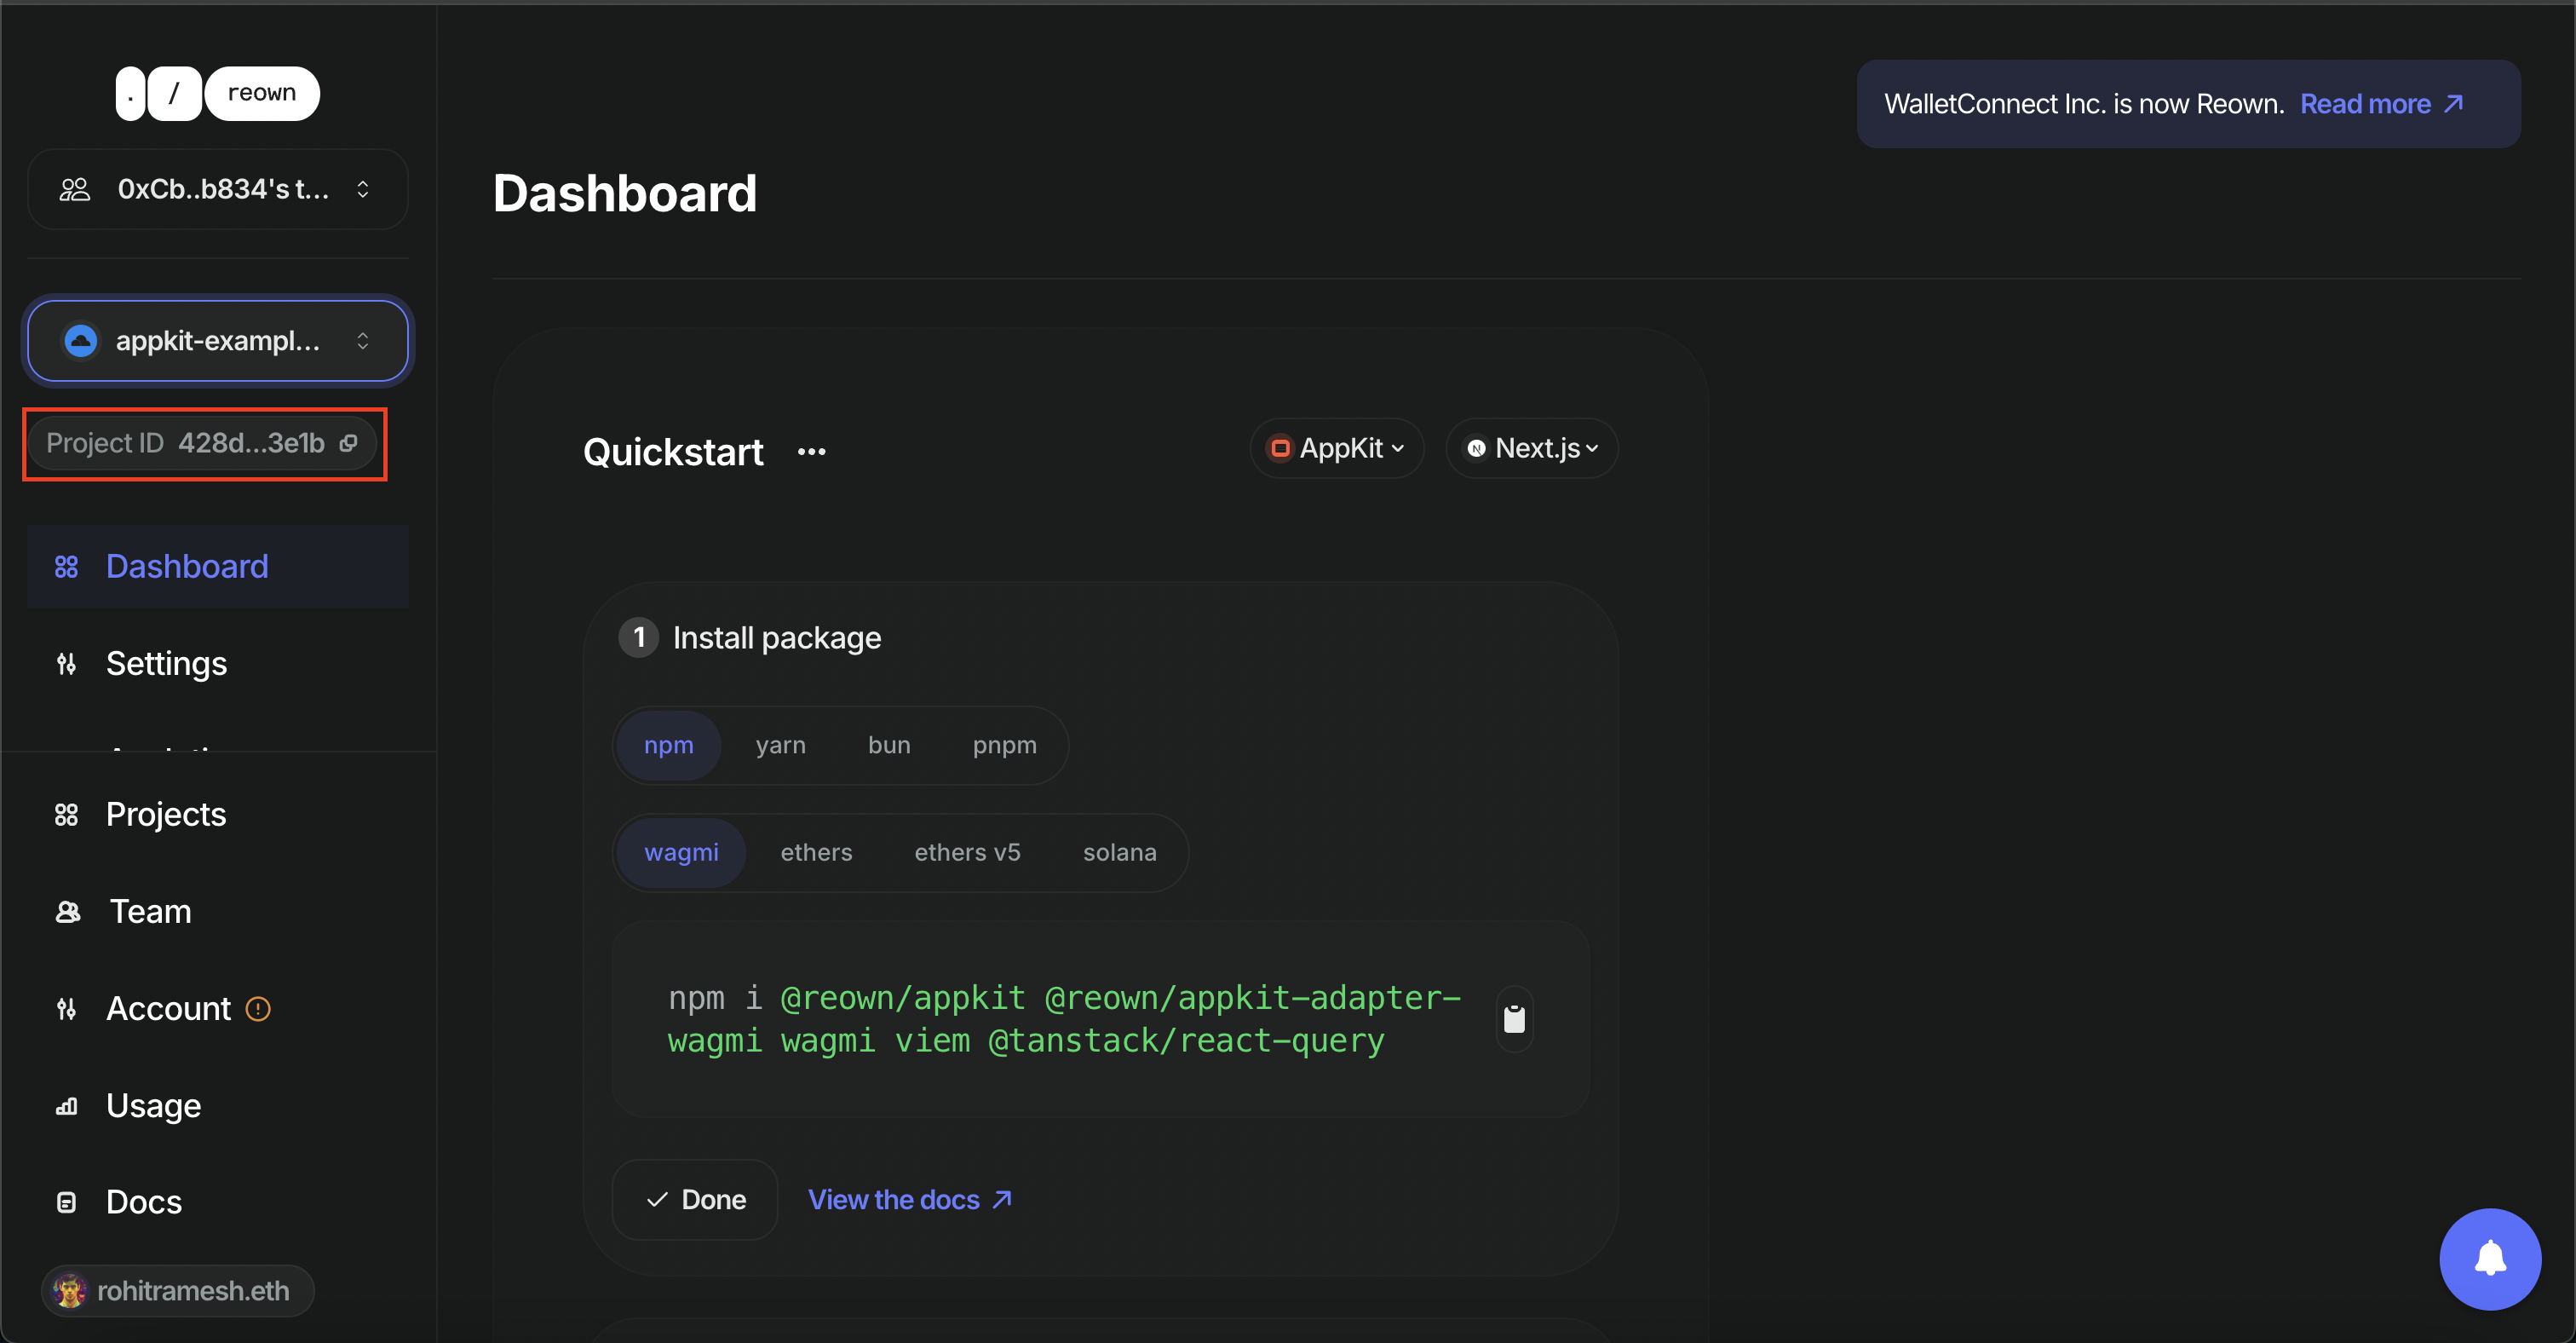 . / reown
0xCb..b834's t...
appkit-exampl...
Project ID 428d...3e1b
Dashboard
Settings
Projects
Team
Account
Usage
Docs
rohitramesh.eth
WalletConnect Inc. is now Reown. Read more
Dashboard
Quickstart
AppKit
Next.js
1 Install package
npm yarn bun pnpm
wagmi ethers ethers v5 solana
npm i @reown/appkit @reown/appkit-adapter-
wagmi wagmi viem @tanstack/react-query
Done
View the docs